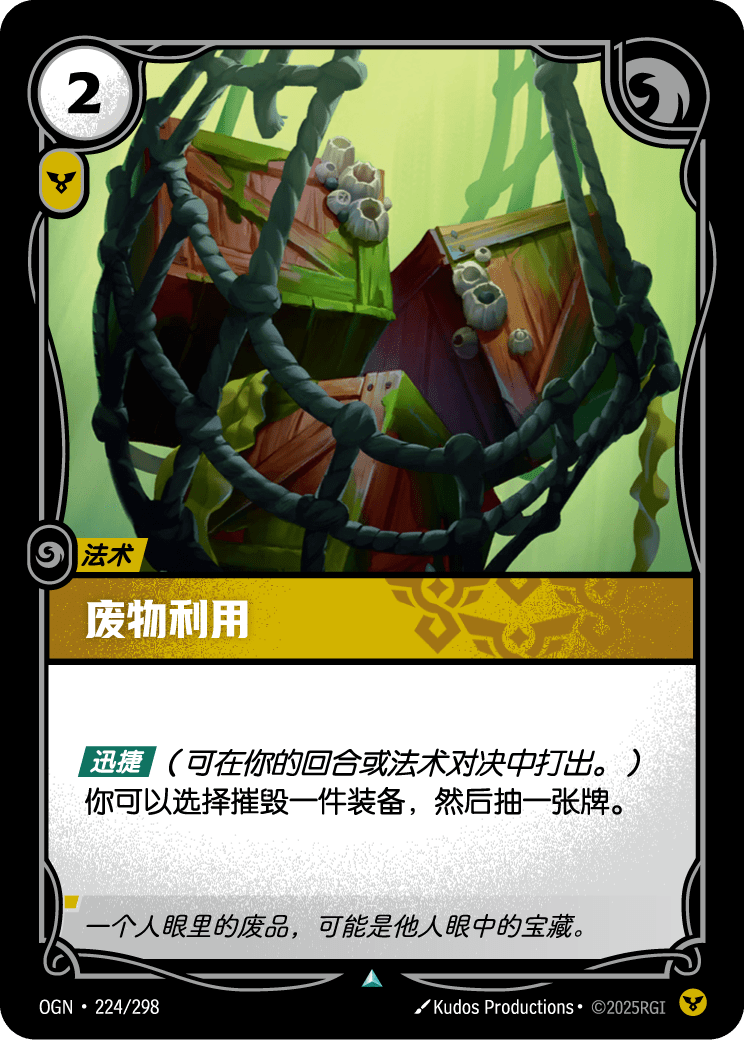 2
法术
废物利用
迅捷（可在你的回合或法术对决中打出。）
你可以选择摧毁一件装备，然后抽一张牌。
一个人眼里的废品，可能是他人眼中的宝藏。
OGN • 224/298 Kudos Productions • ©2025RGI